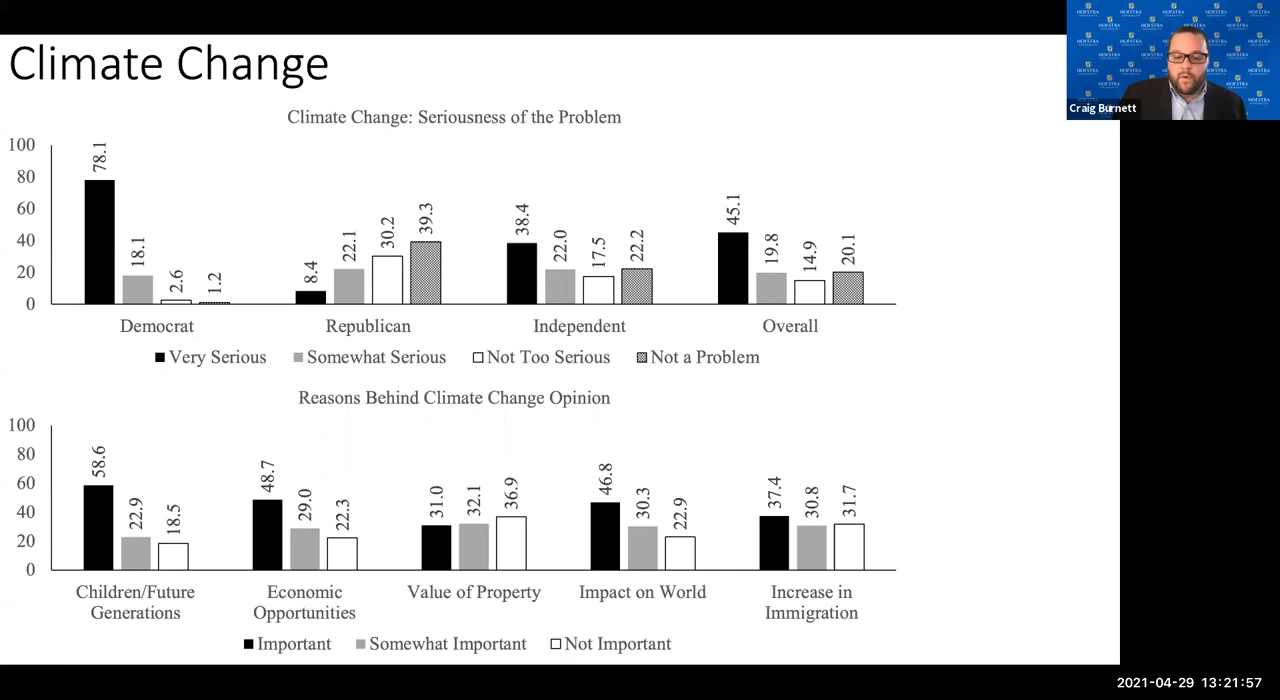 Climate Change
HOFSTRA
UNIVERSITY
Craig Burnett
Climate Change: Seriousness of the Problem
100
80
60
40
20
0
78.1
18.1
2.6
1.2
8.4
22.1
30.2
39.3
38.4
22.0
17.5
22.2
45.1
19.8
14.9
20.1
Democrat Republican Independent Overall
Very Serious Somewhat Serious Not Too Serious Not a Problem
Reasons Behind Climate Change Opinion
100
80
60
40
20
0
58.6
22.9
18.5
48.7
29.0
22.3
31.0
32.1
36.9
46.8
30.3
22.9
37.4
30.8
31.7
Children/Future
Generations
Economic
Opportunities
Value of Property
Impact on World
Increase in
Immigration
Important Somewhat Important Not Important
2021-04-29 13:21:57